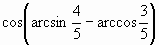 cos(arcsin 4/5 − arccos 3/5)